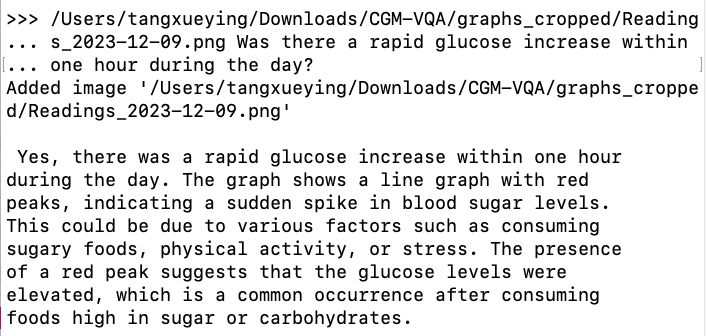 >>> /Users/tangxueying/Downloads/CGM-VQA/graphs_cropped/Reading
... s_2023-12-09.png Was there a rapid glucose increase within
... one hour during the day?
Added image '/Users/tangxueying/Downloads/CGM-VQA/graphs_croppe
d/Readings_2023-12-09.png'
Yes, there was a rapid glucose increase within one hour
during the day. The graph shows a line graph with red
peaks, indicating a sudden spike in blood sugar levels.
This could be due to various factors such as consuming
sugary foods, physical activity, or stress. The presence
of a red peak suggests that the glucose levels were
elevated, which is a common occurrence after consuming
foods high in sugar or carbohydrates.